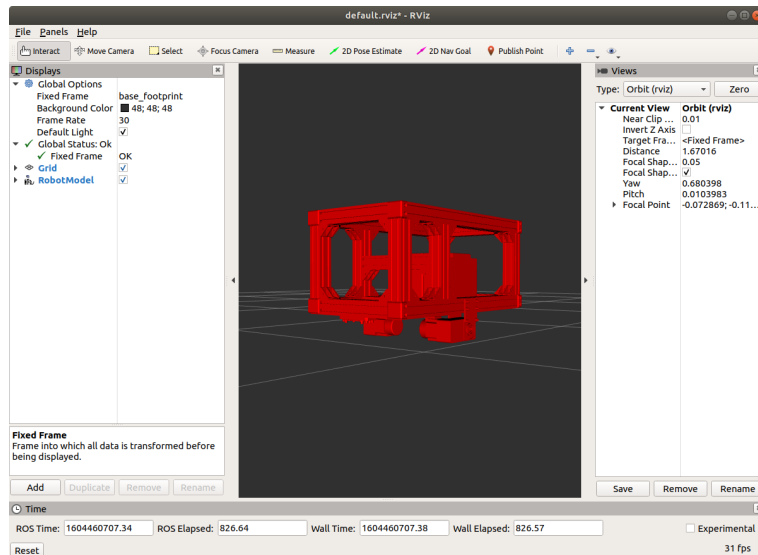 default.rviz* - RViz
File Panels Help
Interact Move Camera Select Focus Camera Measure 2D Pose Estimate 2D Nav Goal Publish Point
Displays
Global Options
Fixed Frame base_footprint
Background Color 48; 48; 48
Frame Rate 30
Default Light
Global Status: Ok
Fixed Frame OK
Grid
RobotModel
Fixed Frame
Frame into which all data is transformed before
being displayed.
Add Duplicate Remove Rename
Views
Type: Orbit (rviz) Zero
Current View Orbit (rviz)
Near Clip ... 0.01
Invert Z Axis
Target Fra... <Fixed Frame>
Distance 1.67016
Focal Shap... 0.05
Focal Shap...
Yaw 0.680398
Pitch 0.0103983
Focal Point -0.072869; -0.11...
Save Remove Rename
Time
ROS Time: 1604460707.34 ROS Elapsed: 826.64 Wall Time: 1604460707.38 Wall Elapsed: 826.57 Experimental
Reset 31 fps